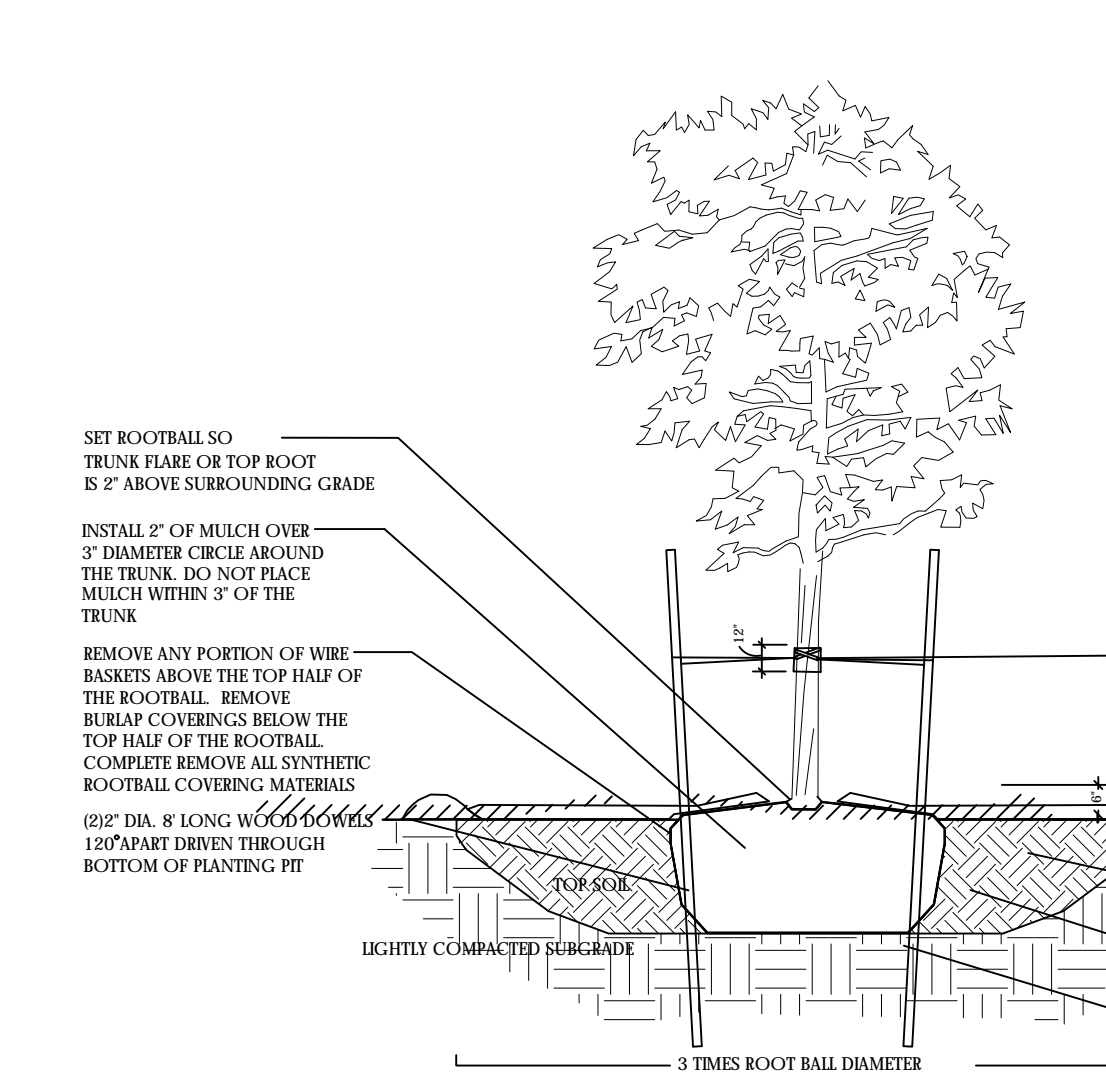 SET ROOTBALL SO
TRUNK FLARE OR TOP ROOT
IS 2" ABOVE SURROUNDING GRADE
INSTALL 2" OF MULCH OVER
3" DIAMETER CIRCLE AROUND
THE TRUNK. DO NOT PLACE
MULCH WITHIN 3" OF THE
TRUNK
12"
REMOVE ANY PORTION OF WIRE
BASKETS ABOVE THE TOP HALF OF
THE ROOTBALL. REMOVE
BURLAP COVERINGS BELOW THE
TOP HALF OF THE ROOTBALL.
COMPLETE REMOVE ALL SYNTHETIC
ROOTBALL COVERING MATERIALS
6"
(2)2" DIA. 8' LONG WOOD DOWELS
120°APART DRIVEN THROUGH
BOTTOM OF PLANTING PIT
TOP SOIL
LIGHTLY COMPACTED SUBGRADE
3 TIMES ROOT BALL DIAMETER